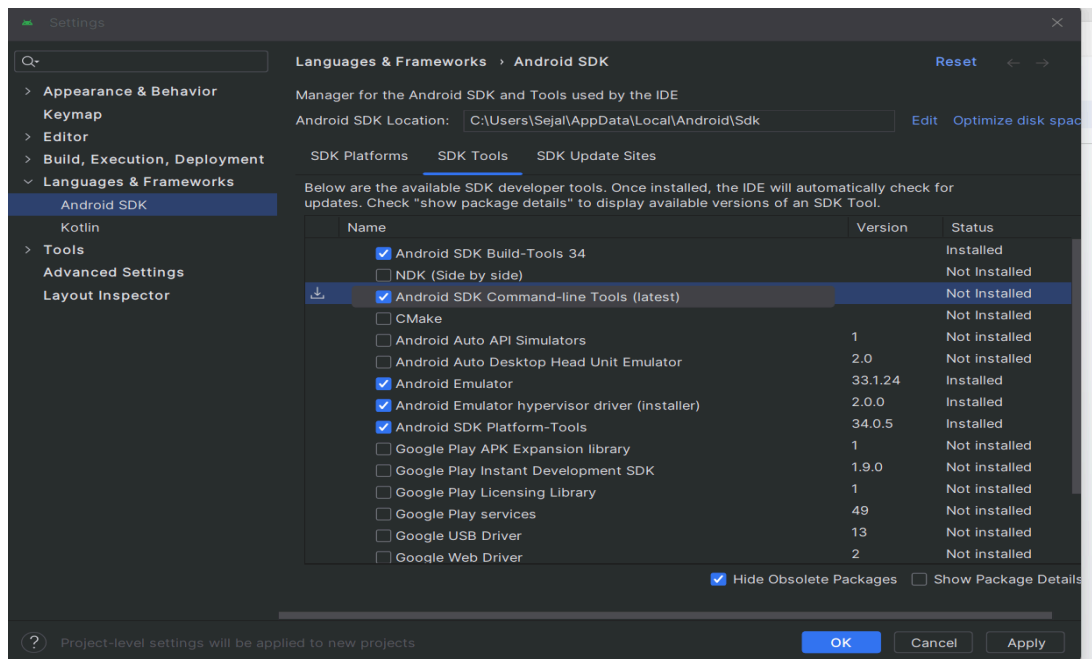 Settings
Languages & Frameworks › Android SDK Reset
Appearance & Behavior
Keymap
Editor
Build, Execution, Deployment
Languages & Frameworks
Android SDK
Kotlin
Tools
Advanced Settings
Layout Inspector
Manager for the Android SDK and Tools used by the IDE
Android SDK Location: C:\Users\Sejal\AppData\Local\Android\Sdk Edit Optimize disk spac
SDK Platforms SDK Tools SDK Update Sites
Below are the available SDK developer tools. Once installed, the IDE will automatically check for
updates. Check "show package details" to display available versions of an SDK Tool.
Name Version Status
Android SDK Build-Tools 34 Installed
NDK (Side by side) Not Installed
Android SDK Command-line Tools (latest) Not Installed
CMake Not Installed
Android Auto API Simulators 1 Not installed
Android Auto Desktop Head Unit Emulator 2.0 Not installed
Android Emulator 33.1.24 Installed
Android Emulator hypervisor driver (installer) 2.0.0 Installed
Android SDK Platform-Tools 34.0.5 Installed
Google Play APK Expansion library 1 Not installed
Google Play Instant Development SDK 1.9.0 Not installed
Google Play Licensing Library 1 Not installed
Google Play services 49 Not installed
Google USB Driver 13 Not installed
Google Web Driver 2 Not installed
Hide Obsolete Packages Show Package Details
? Project-level settings will be applied to new projects OK Cancel Apply